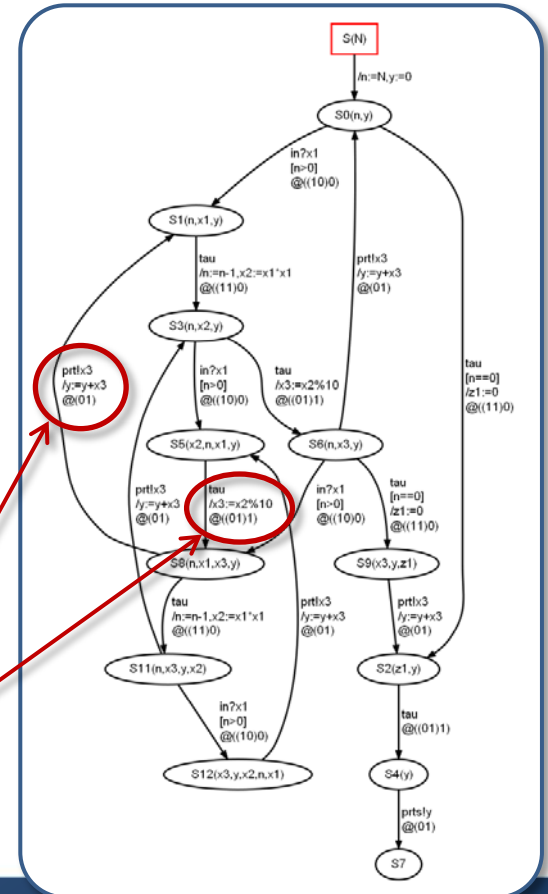 S(N)
/n:=N,y:=0
S0(n,y)
in?x1
[n>0]
@((10)0)
S1(n,x1,y)
tau
/n:=n-1,x2:=x1*x1
@((11)0)
prt!x3
/y:=y+x3
@(01)
S3(n,x2,y)
prt!x3
/y:=y+x3
@(01)
in?x1
[n>0]
@((10)0)
tau
/x3:=x2%10
@((01)1)
tau
[n==0]
/z1:=0
@((11)0)
S5(x2,n,x1,y)
S6(n,x3,y)
prt!x3
/y:=y+x3
@(01)
tau
/x3:=x2%10
@((01)1)
in?x1
[n>0]
@((10)0)
tau
[n==0]
/z1:=0
@((11)0)
S8(n,x1,x3,y)
S9(x3,y,z1)
tau
/n:=n-1,x2:=x1*x1
@((11)0)
prt!x3
/y:=y+x3
@(01)
prt!x3
/y:=y+x3
@(01)
S11(n,x3,y,x2)
S2(z1,y)
in?x1
[n>0]
@((10)0)
tau
@((01)1)
S12(x3,y,x2,n,x1)
S4(y)
prts!y
@(01)
S7